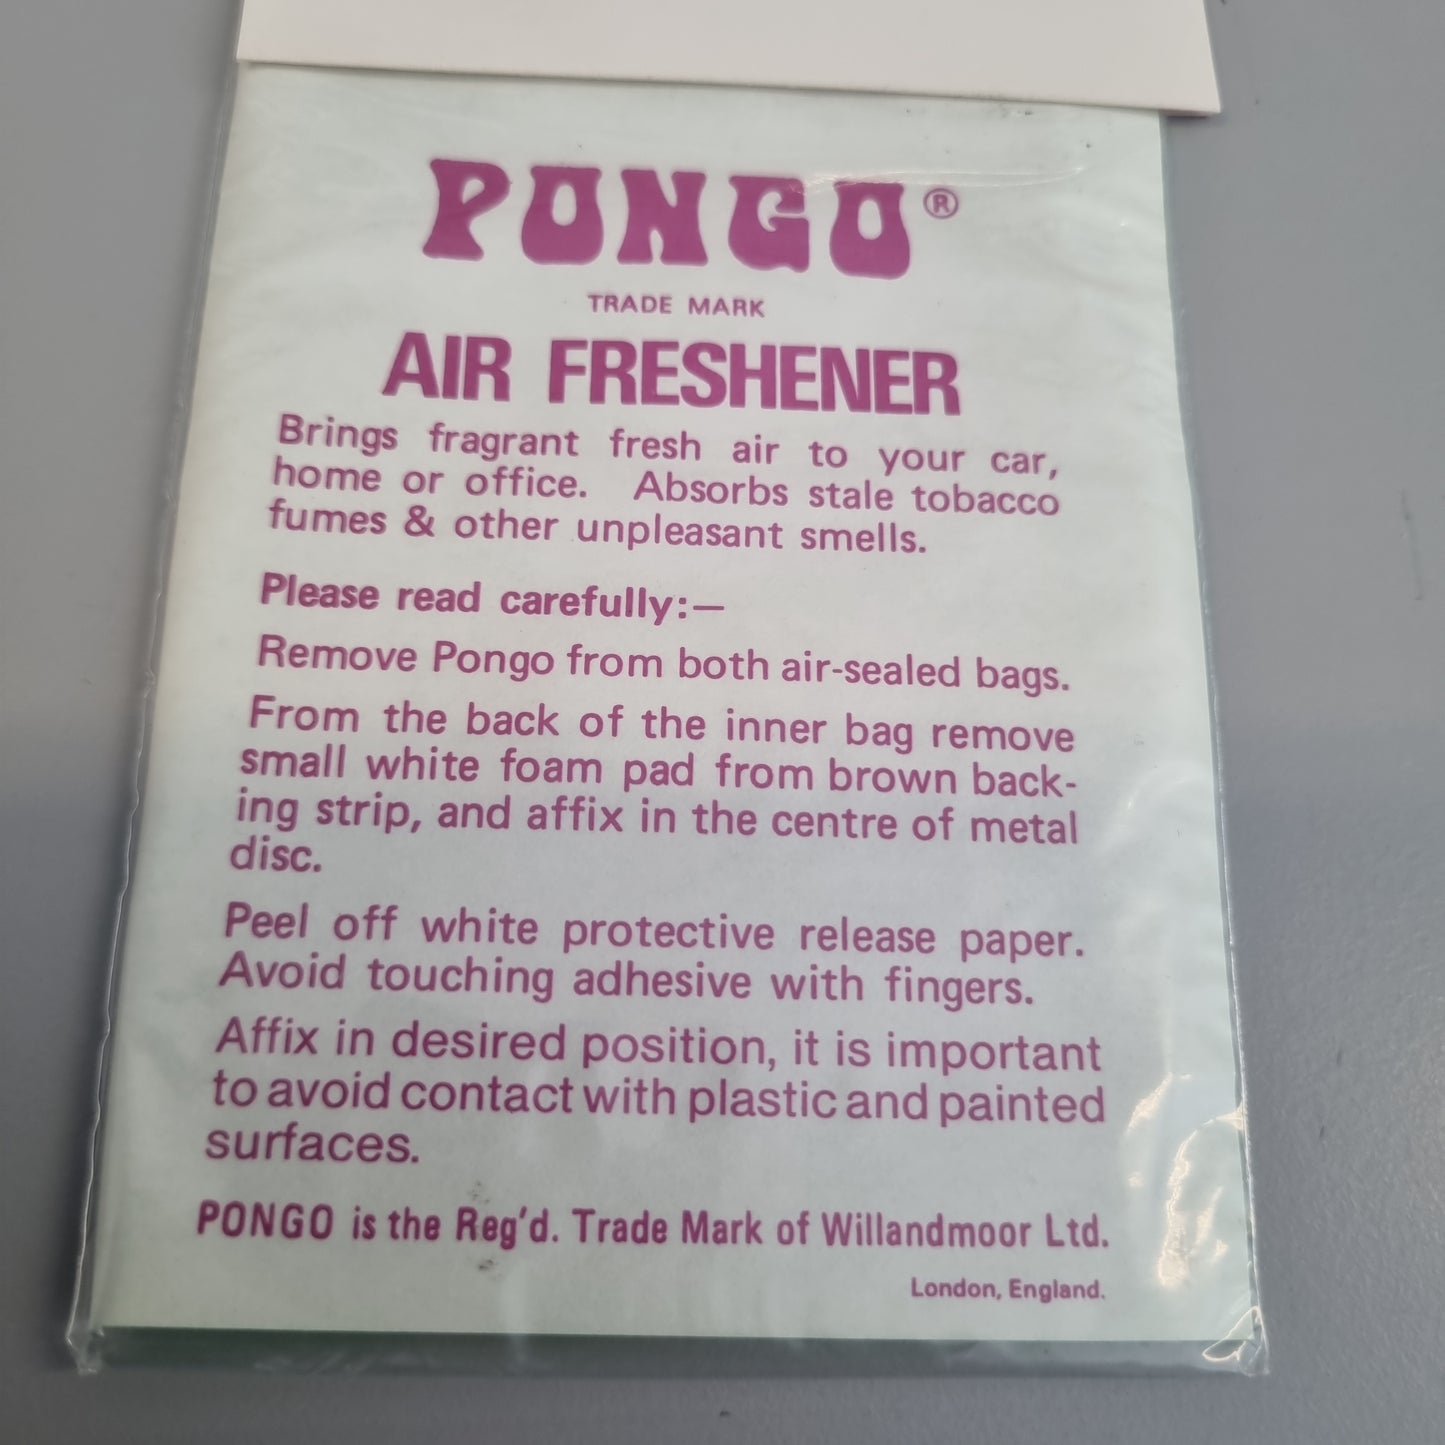 PONGO®
TRADE MARK
AIR FRESHENER
Brings fragrant fresh air to your car,
home or office. Absorbs stale tobacco
fumes & other unpleasant smells.
Please read carefully:—
Remove Pongo from both air-sealed bags.
From the back of the inner bag remove
small white foam pad from brown back-
ing strip, and affix in the centre of metal
disc.
Peel off white protective release paper.
Avoid touching adhesive with fingers.
Affix in desired position, it is important
to avoid contact with plastic and painted
surfaces.
PONGO is the Reg'd. Trade Mark of Willandmoor Ltd.
London, England.